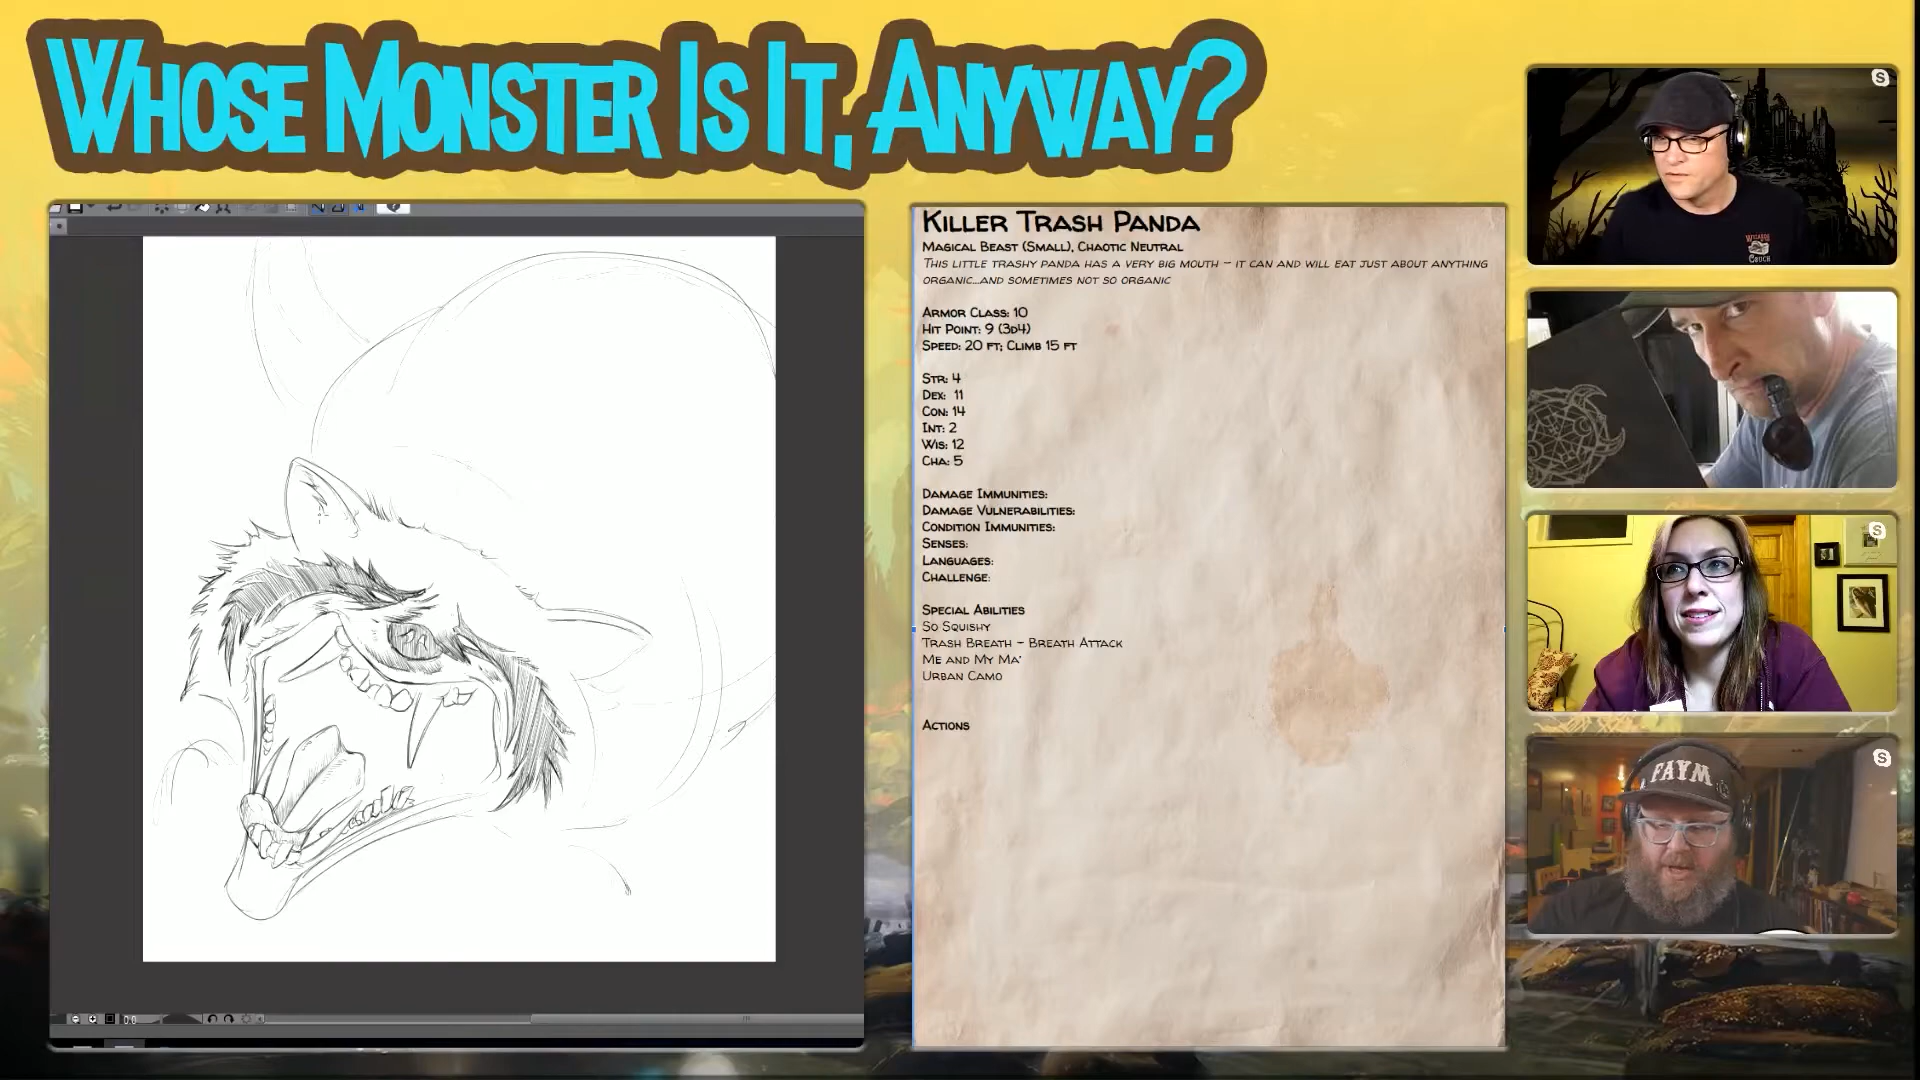 Whose Monster Is It, Anyway?
Killer Trash Panda
Magical Beast (Small), Chaotic Neutral
This little trashy panda has a very big mouth – it can and will eat just about anything
organic...and sometimes not so organic
Armor Class: 10
Hit Point: 9 (3d4)
Speed: 20 ft; Climb 15 ft
Str: 4
Dex: 11
Con: 14
Int: 2
Wis: 12
Cha: 5
Damage Immunities:
Damage Vulnerabilities:
Condition Immunities:
Senses:
Languages:
Challenge:
Special Abilities
So Squishy
Trash Breath – Breath Attack
Me and My Ma'
Urban Camo
Actions
S
S
FAYM
S
0.0